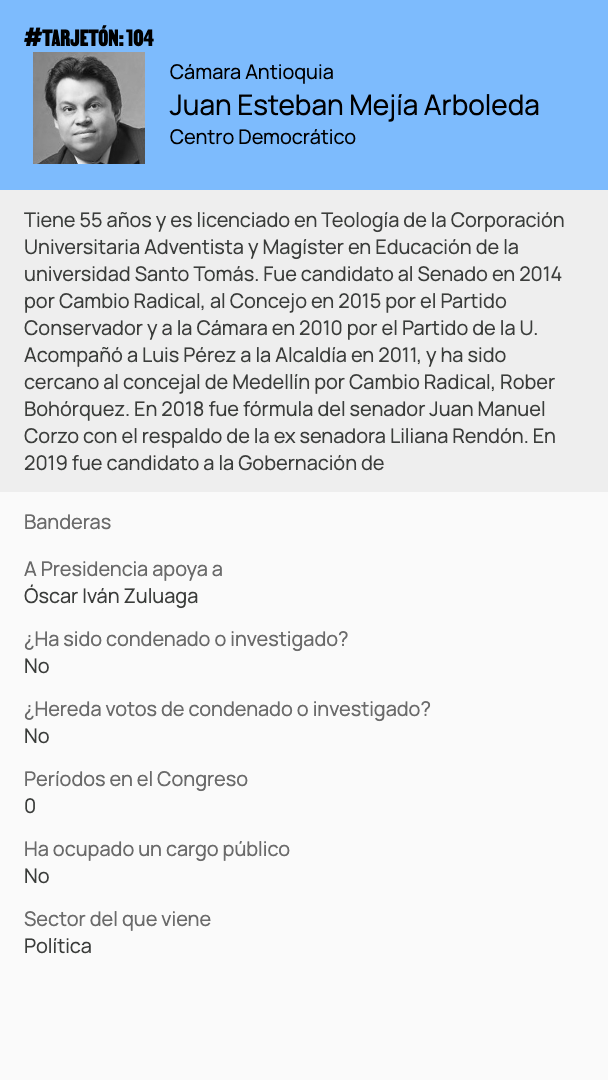 #TARJETÓN: 104
Cámara Antioquia
Juan Esteban Mejía Arboleda
Centro Democrático
Tiene 55 años y es licenciado en Teología de la Corporación
Universitaria Adventista y Magíster en Educación de la
universidad Santo Tomás. Fue candidato al Senado en 2014
por Cambio Radical, al Concejo en 2015 por el Partido
Conservador y a la Cámara en 2010 por el Partido de la U.
Acompañó a Luis Pérez a la Alcaldía en 2011, y ha sido
cercano al concejal de Medellín por Cambio Radical, Rober
Bohórquez. En 2018 fue fórmula del senador Juan Manuel
Corzo con el respaldo de la ex senadora Liliana Rendón. En
2019 fue candidato a la Gobernación de
Banderas
A Presidencia apoya a
Óscar Iván Zuluaga
¿Ha sido condenado o investigado?
No
¿Hereda votos de condenado o investigado?
No
Períodos en el Congreso
0
Ha ocupado un cargo público
No
Sector del que viene
Política